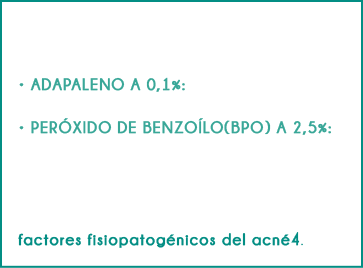 • ADAPALENO A 0,1%:
• PERÓXIDO DE BENZOÍLO(BPO) A 2,5%:
factores fisiopatogénicos del acné4.